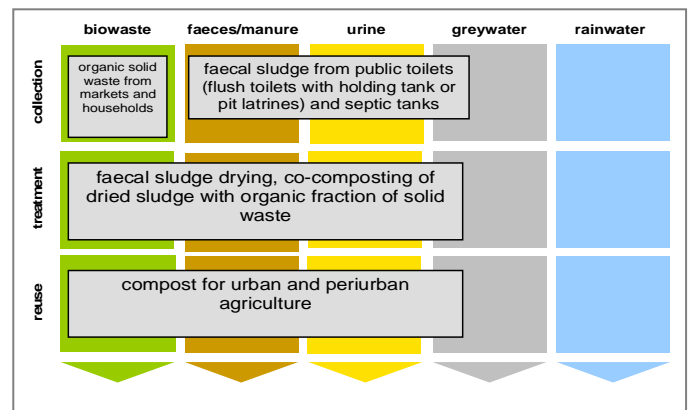 biowaste faeces/manure urine greywater rainwater
collection
organic solid
waste from
markets and
households
faecal sludge from public toilets
(flush toilets with holding tank or
pit latrines) and septic tanks
treatment
faecal sludge drying, co-composting of
dried sludge with organic fraction of solid
waste
reuse
compost for urban and periurban
agriculture